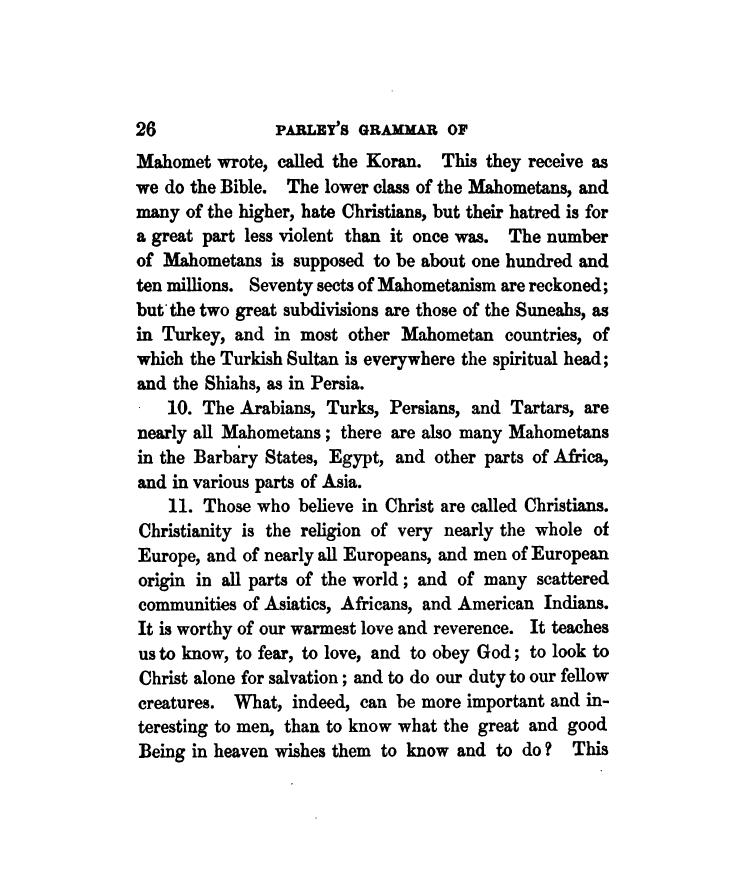 26 PARLEY'S GRAMMAR OF
Mahomet wrote, called the Koran. This they receive as
we do the Bible. The lower class of the Mahometans, and
many of the higher, hate Christians, but their hatred is for
a great part less violent than it once was. The number
of Mahometans is supposed to be about one hundred and
ten millions. Seventy sects of Mahometanism are reckoned;
but the two great subdivisions are those of the Suneahs, as
in Turkey, and in most other Mahometan countries, of
which the Turkish Sultan is everywhere the spiritual head;
and the Shiahs, as in Persia.
10. The Arabians, Turks, Persians, and Tartars, are
nearly all Mahometans; there are also many Mahometans
in the Barbary States, Egypt, and other parts of Africa,
and in various parts of Asia.
11. Those who believe in Christ are called Christians.
Christianity is the religion of very nearly the whole of
Europe, and of nearly all Europeans, and men of European
origin in all parts of the world; and of many scattered
communities of Asiatics, Africans, and American Indians.
It is worthy of our warmest love and reverence. It teaches
us to know, to fear, to love, and to obey God; to look to
Christ alone for salvation; and to do our duty to our fellow
creatures. What, indeed, can be more important and in-
teresting to men, than to know what the great and good
Being in heaven wishes them to know and to do? This